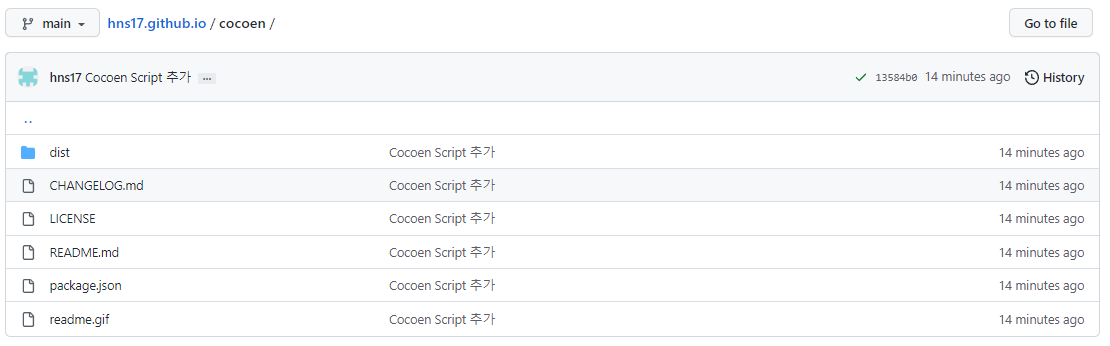 main hns17.github.io / cocoen / Go to file
hns17 Cocoen Script 추가 ... 13584b0 14 minutes ago History
..
dist Cocoen Script 추가 14 minutes ago
CHANGELOG.md Cocoen Script 추가 14 minutes ago
LICENSE Cocoen Script 추가 14 minutes ago
README.md Cocoen Script 추가 14 minutes ago
package.json Cocoen Script 추가 14 minutes ago
readme.gif Cocoen Script 추가 14 minutes ago